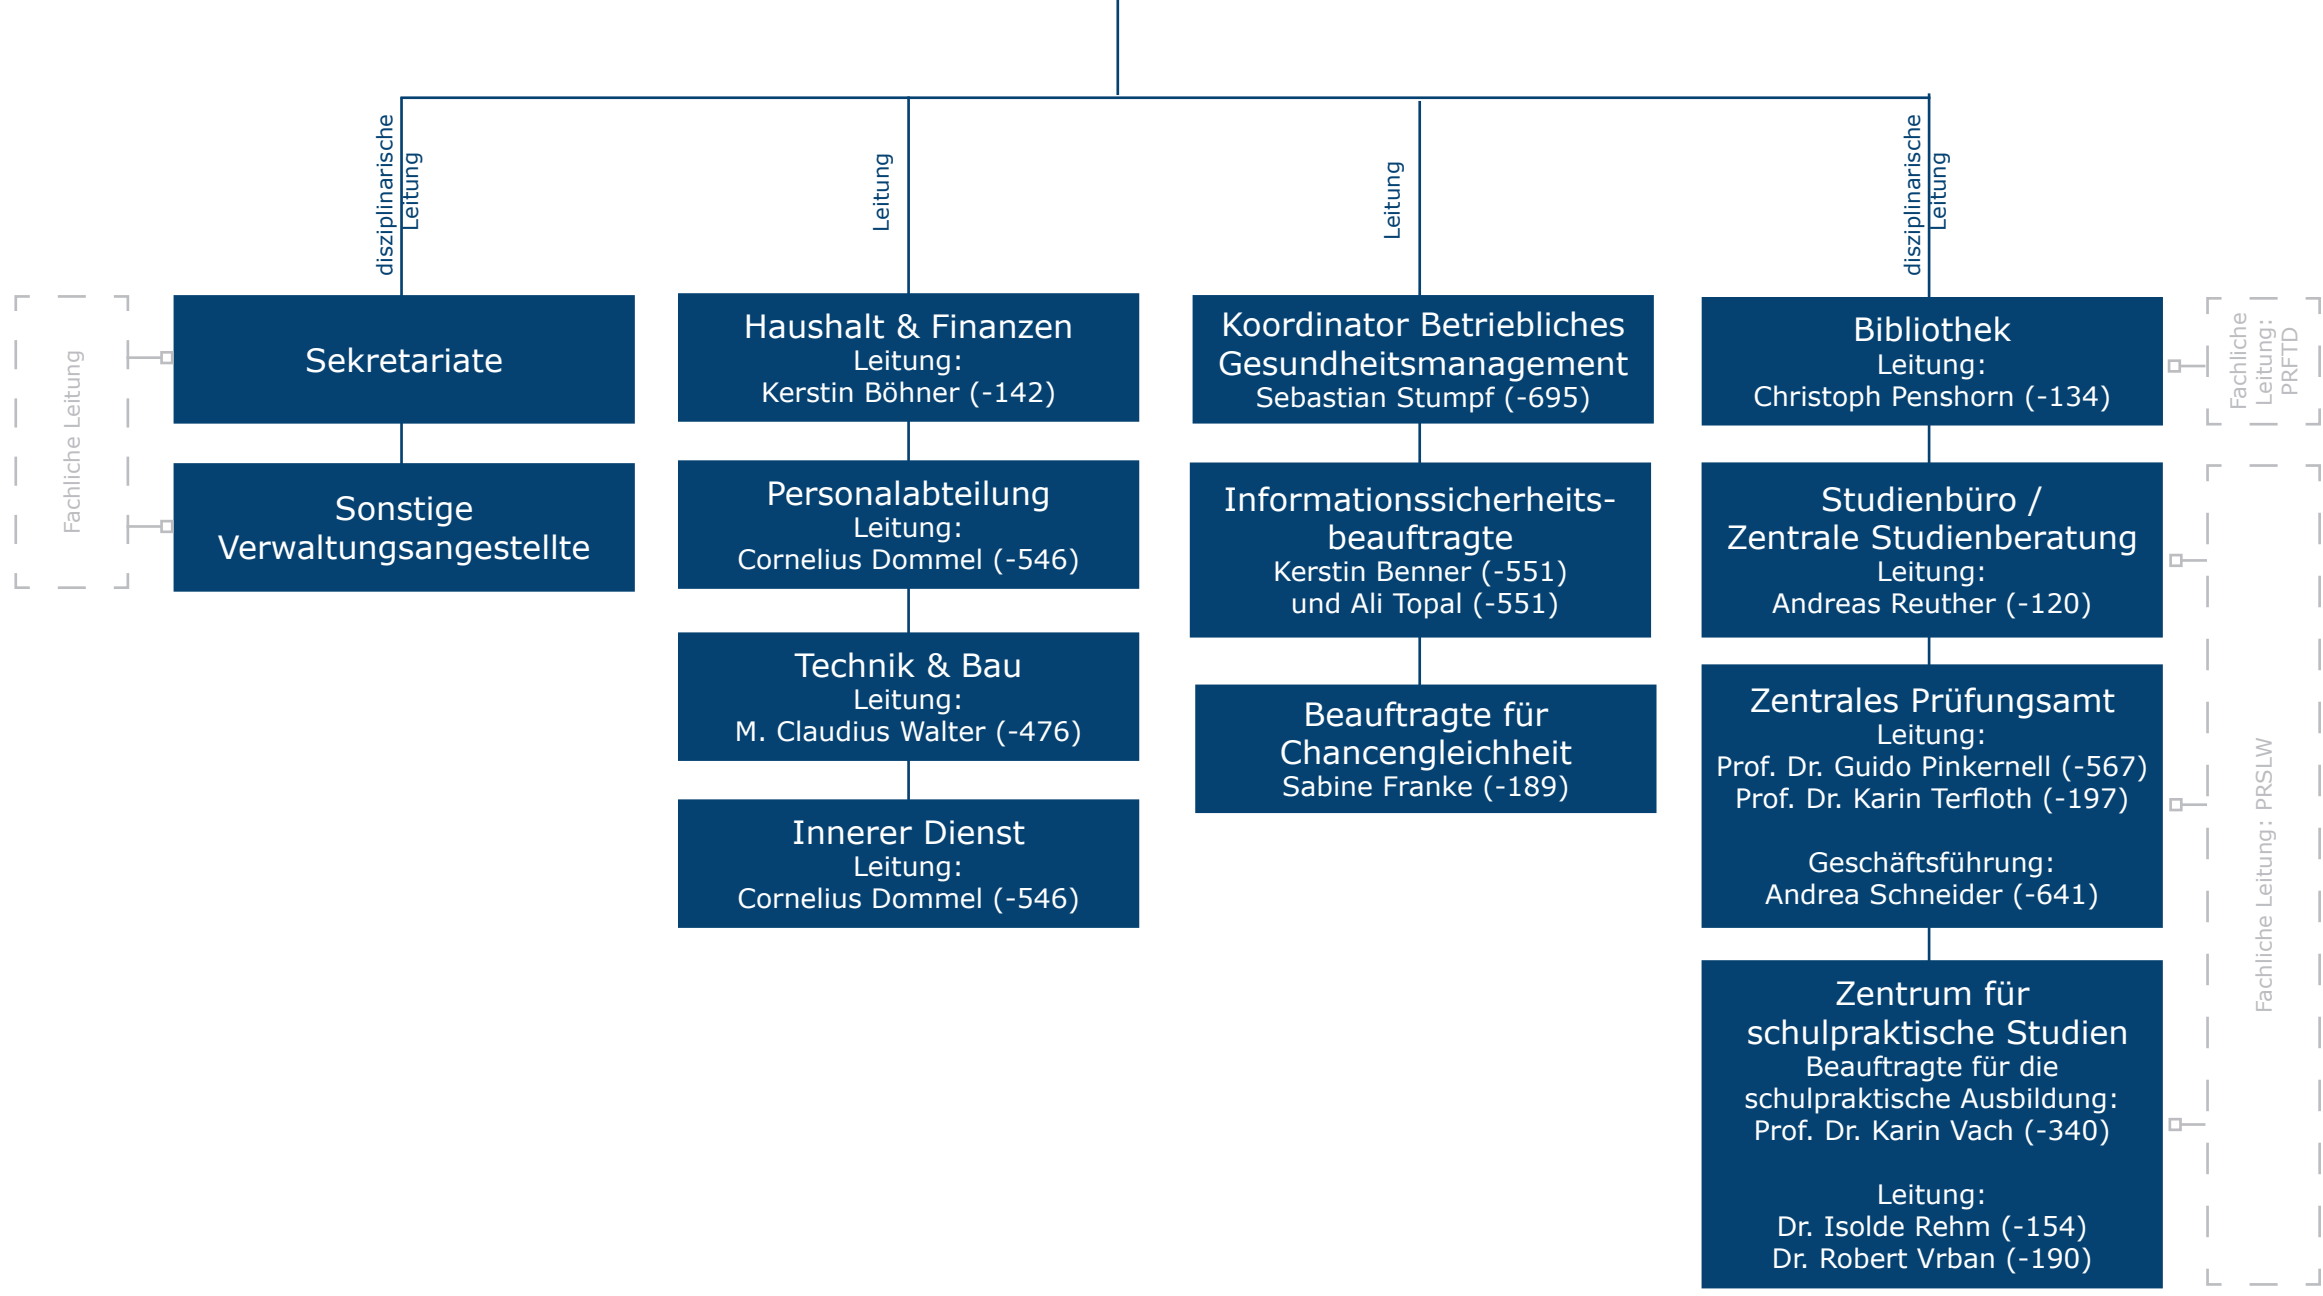 disziplinarische
Leitung
Leitung
Leitung
disziplinarische
Leitung
Fachliche Leitung
Sekretariate
Sonstige
Verwaltungsangestellte
Haushalt & Finanzen
Leitung:
Kerstin Böhner (-142)
Personalabteilung
Leitung:
Cornelius Dommel (-546)
Technik & Bau
Leitung:
M. Claudius Walter (-476)
Innerer Dienst
Leitung:
Cornelius Dommel (-546)
Koordinator Betriebliches
Gesundheitsmanagement
Sebastian Stumpf (-695)
Informationssicherheits-
beauftragte
Kerstin Benner (-551)
und Ali Topal (-551)
Beauftragte für
Chancengleichheit
Sabine Franke (-189)
Bibliothek
Leitung:
Christoph Penshorn (-134)
Studienbüro /
Zentrale Studienberatung
Leitung:
Andreas Reuther (-120)
Zentrales Prüfungsamt
Leitung:
Prof. Dr. Guido Pinkernell (-567)
Prof. Dr. Karin Terfloth (-197)
Geschäftsführung:
Andrea Schneider (-641)
Zentrum für
schulpraktische Studien
Beauftragte für die
schulpraktische Ausbildung:
Prof. Dr. Karin Vach (-340)
Leitung:
Dr. Isolde Rehm (-154)
Dr. Robert Vrban (-190)
Fachliche
Leitung:
PRFTD
Fachliche Leitung: PRSLW